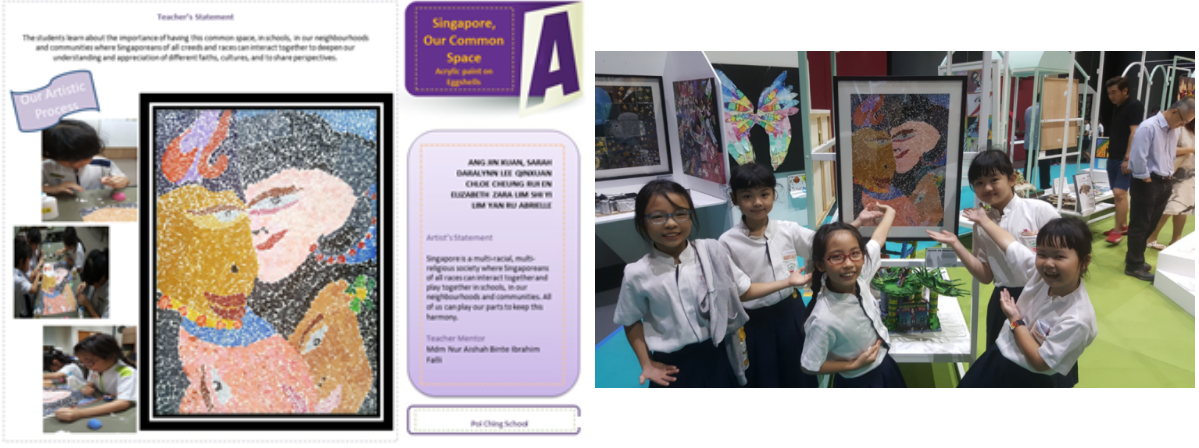 Teacher's Statement
The students learn about the importance of having this common space, in schools, in our neighbourhoods
and communities where Singaporeans of all creeds and races can interact together to deepen our
understanding and appreciation of different faiths, cultures, and to share perspectives.
Our Artistic
Process
Singapore,
Our Common
Space
Acrylic paint on
Eggshells
A
ANG JIN XUAN, SARAH
DARALYNN LEE QINXUAN
CHLOE CHEUNG RUI EN
ELIZABETH ZARA LIM SHI YI
LIM YAN RU ABRIELLE
Artist's Statement
Singapore is a multi-racial, multi-
religious society where Singaporeans
of all races can interact together and
play together in schools, in our
neighbourhoods and communities. All
of us can play our parts to keep this
harmony.
Teacher Mentor
Mdm Nur Aishah Binte Ibrahim
Falli
Poi Ching School